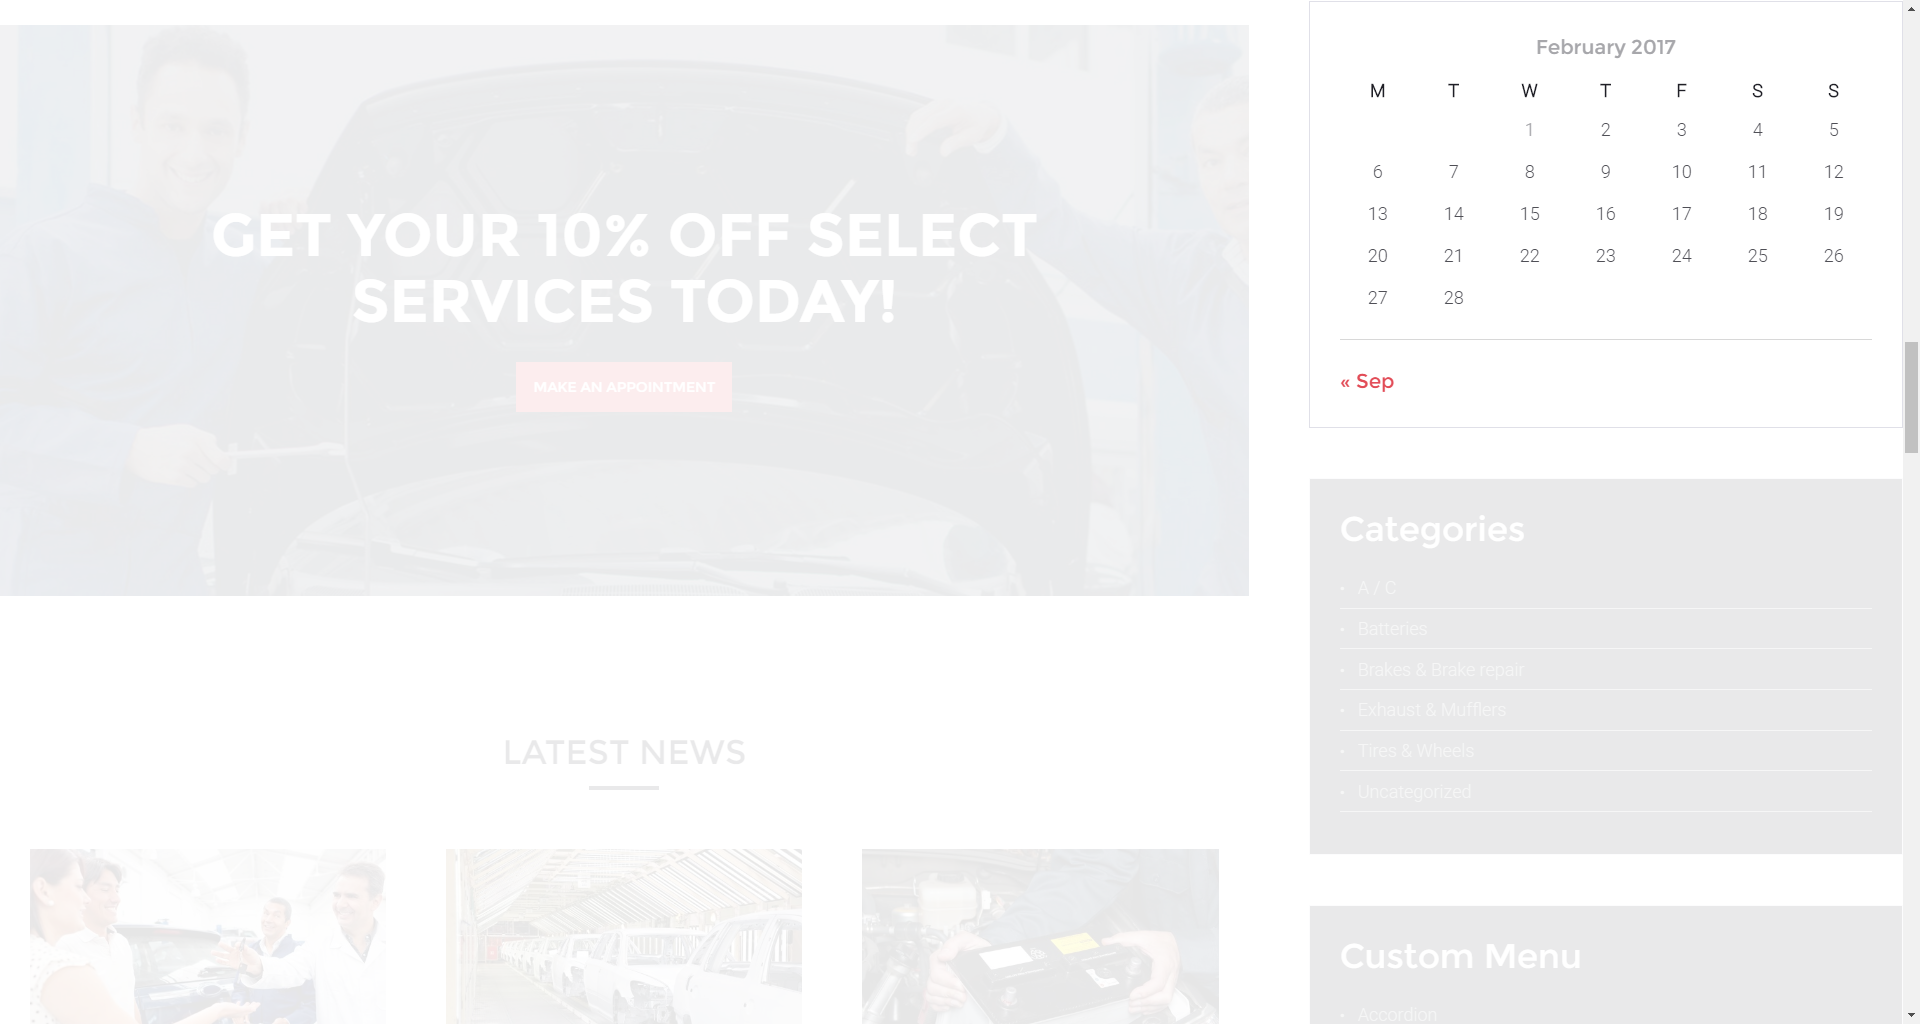 GET YOUR 10% OFF SELECT
SERVICES TODAY!
MAKE AN APPOINTMENT
LATEST NEWS
February 2017
M T W T F S S
1 2 3 4 5
6 7 8 9 10 11 12
13 14 15 16 17 18 19
20 21 22 23 24 25 26
27 28
« Sep
Categories
A / C
Batteries
Brakes & Brake repair
Exhaust & Mufflers
Tires & Wheels
Uncategorized
Custom Menu
Accordion